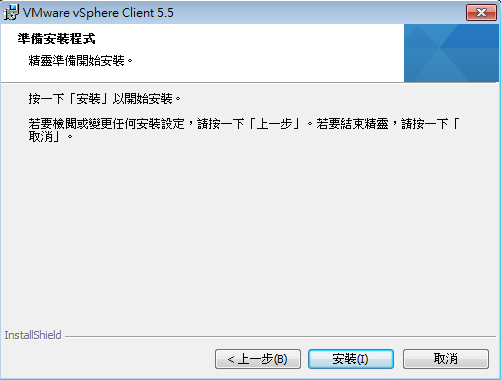 VMware vSphere Client 5.5
準備安裝程式
精靈準備開始安裝。
按一下「安裝」以開始安裝。
若要檢閱或變更任何安裝設定，請按一下「上一步」。若要結束精靈，請按一下「
取消」。
InstallShield
< 上一步(B)
安裝(I)
取消